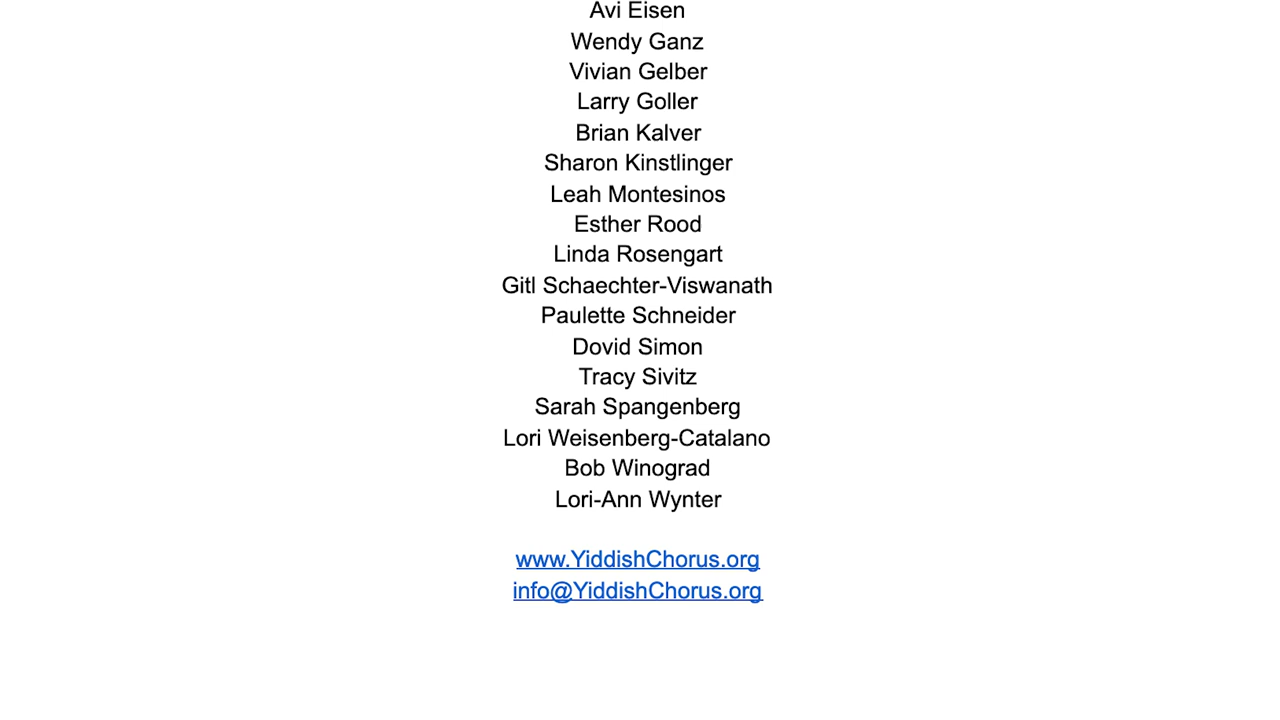 Avi Eisen
Wendy Ganz
Vivian Gelber
Larry Goller
Brian Kalver
Sharon Kinstlinger
Leah Montesinos
Esther Rood
Linda Rosengart
Gitl Schaechter-Viswanath
Paulette Schneider
Dovid Simon
Tracy Sivitz
Sarah Spangenberg
Lori Weisenberg-Catalano
Bob Winograd
Lori-Ann Wynter
www.YiddishChorus.org
info@YiddishChorus.org